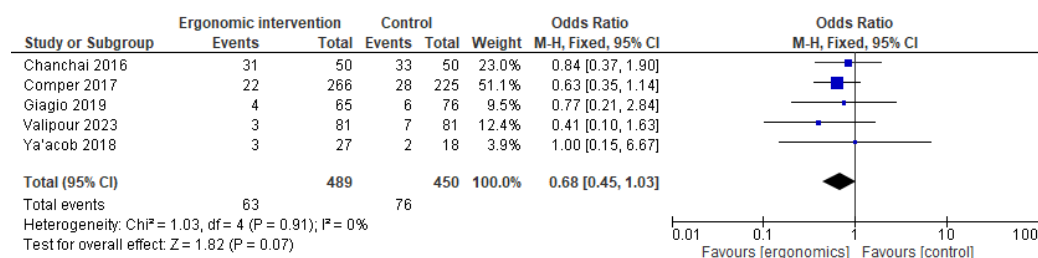 Ergonomic intervention Control Odds Ratio Odds Ratio
Study or Subgroup Events Total Events Total Weight M-H, Fixed, 95% CI M-H, Fixed, 95% CI
Chanchai 2016 31 50 33 50 23.0% 0.84 [0.37, 1.90]
Comper 2017 22 266 28 225 51.1% 0.63 [0.35, 1.14]
Giagio 2019 4 65 6 76 9.5% 0.77 [0.21, 2.84]
Valipour 2023 3 81 7 81 12.4% 0.41 [0.10, 1.63]
Ya'acob 2018 3 27 2 18 3.9% 1.00 [0.15, 6.67]
Total (95% CI) 489 450 100.0% 0.68 [0.45, 1.03]
Total events 63 76
Heterogeneity: Chi² = 1.03, df = 4 (P = 0.91); I² = 0%
Test for overall effect: Z = 1.82 (P = 0.07)
0.01 0.1 1 10 100
Favours [ergonomics] Favours [control]